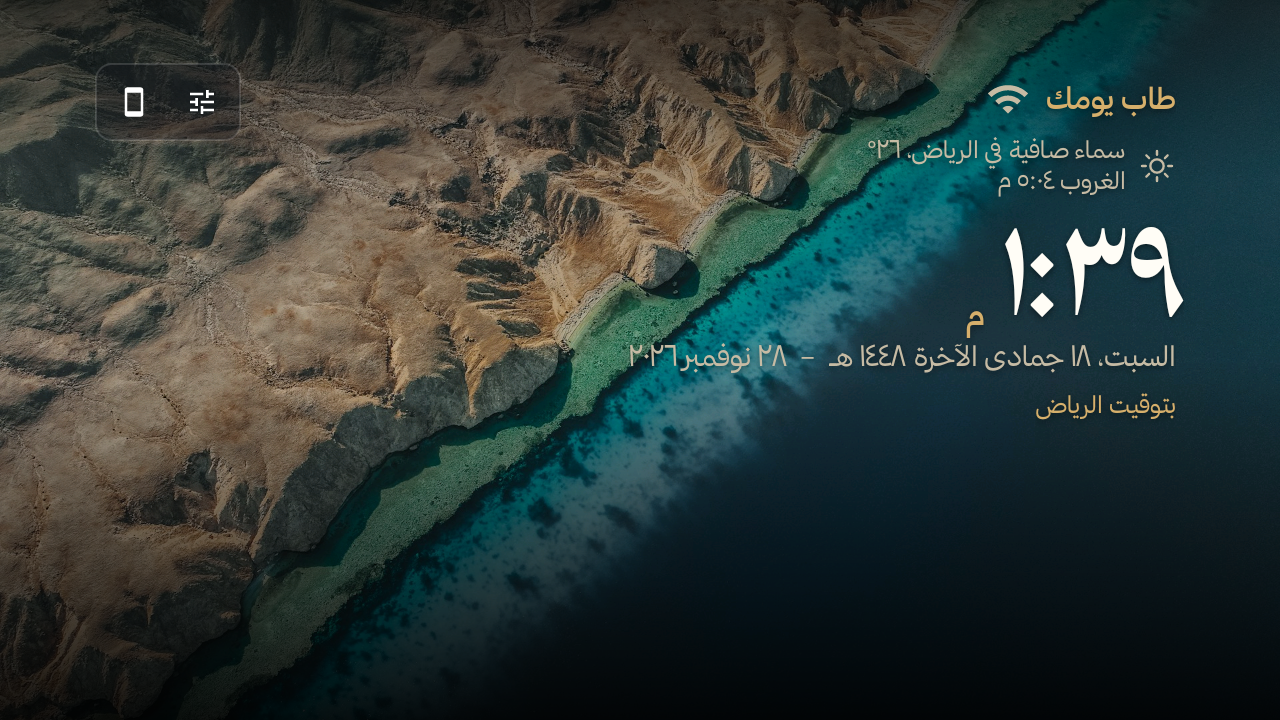 طاب يومك
سماء صافية في الرياض، ٢٦°
الغروب ٥:٠٤ م
١:٣٩ م
السبت، ١٨ جمادى الآخرة ١٤٤٨ هـ – ٢٨ نوفمبر ٢٠٢٦
بتوقيت الرياض